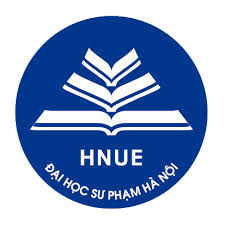 HNUE
ĐẠI HỌC SƯ PHẠM HÀ NỘI